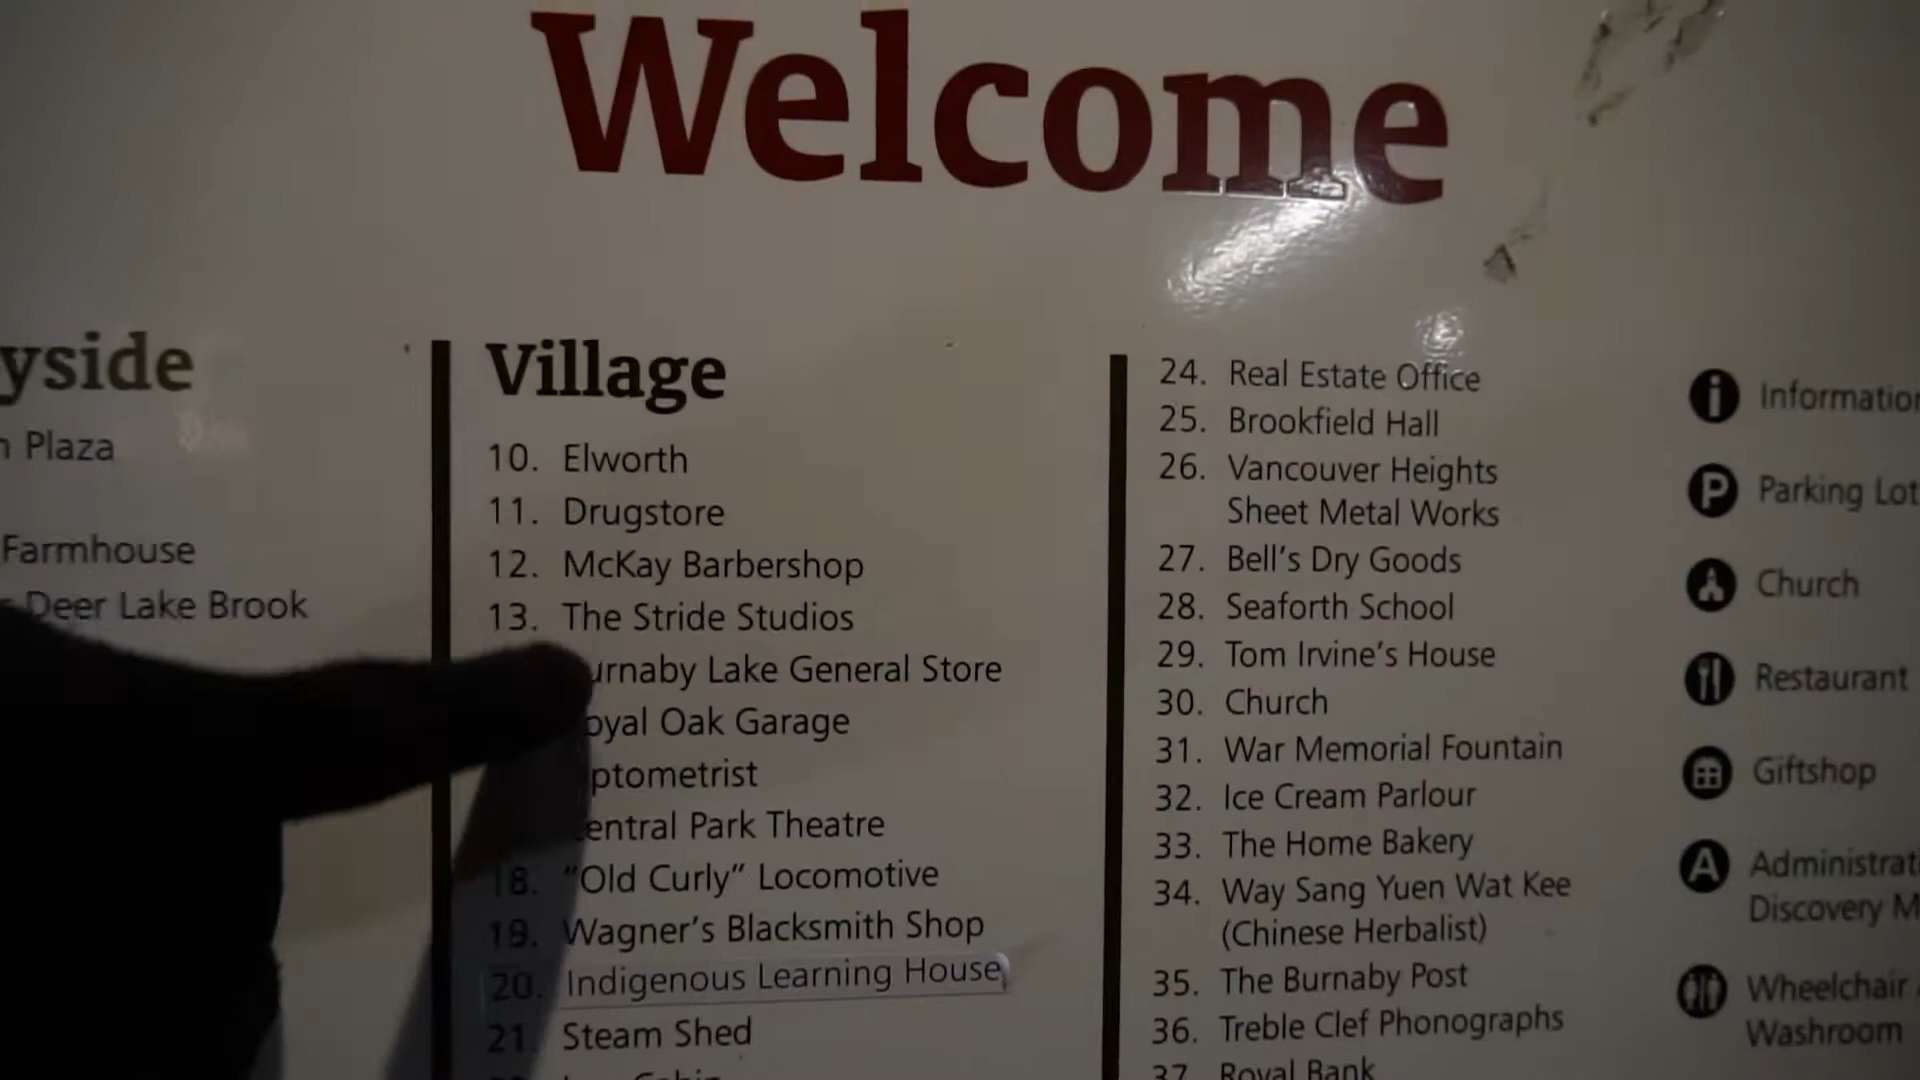 Welcome
yside
Plaza
Farmhouse
Deer Lake Brook
Village
10. Elworth
11. Drugstore
12. McKay Barbershop
13. The Stride Studios
urnaby Lake General Store
oyal Oak Garage
ptometrist
entral Park Theatre
18. "Old Curly" Locomotive
19. Wagner's Blacksmith Shop
20. Indigenous Learning House
21. Steam Shed
24. Real Estate Office
25. Brookfield Hall
26. Vancouver Heights
Sheet Metal Works
27. Bell's Dry Goods
28. Seaforth School
29. Tom Irvine's House
30. Church
31. War Memorial Fountain
32. Ice Cream Parlour
33. The Home Bakery
34. Way Sang Yuen Wat Kee
(Chinese Herbalist)
35. The Burnaby Post
36. Treble Clef Phonographs
37. Royal Bank
i Information
P Parking Lot
Church
Restaurant
Giftshop
A Administrati
Discovery M
Wheelchair
Washroom